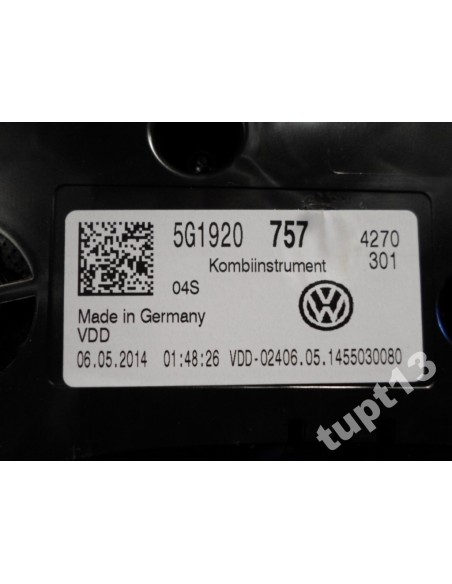 5G1920 757 4270
Kombiinstrument 301
04S
Made in Germany
VDD
06.05.2014 01:48:26 VDD-02406.05.1455030080
tupt13